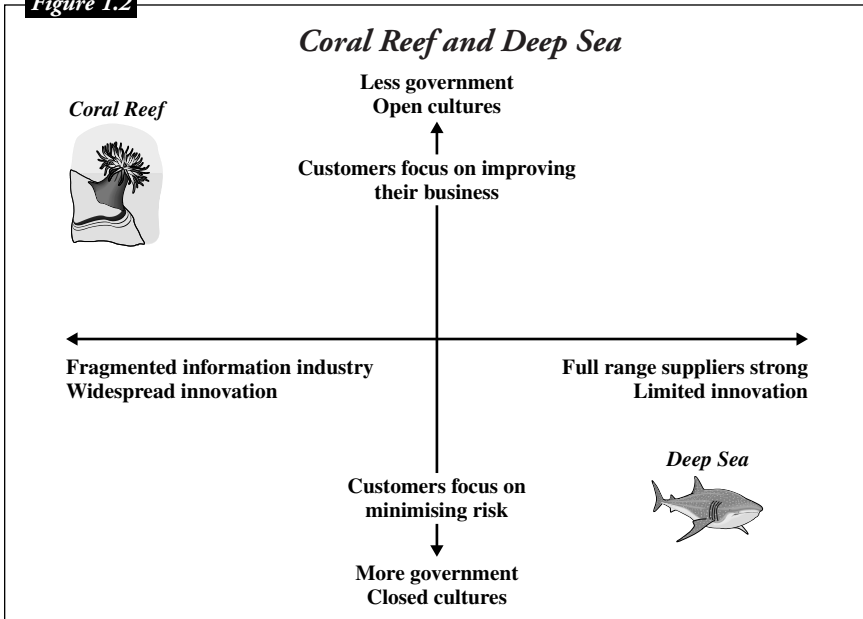 Figure 1.2
Coral Reef and Deep Sea
Less government
Open cultures
Coral Reef
Customers focus on improving
their business
Fragmented information industry
Widespread innovation
Full range suppliers strong
Limited innovation
Deep Sea
Customers focus on
minimising risk
More government
Closed cultures